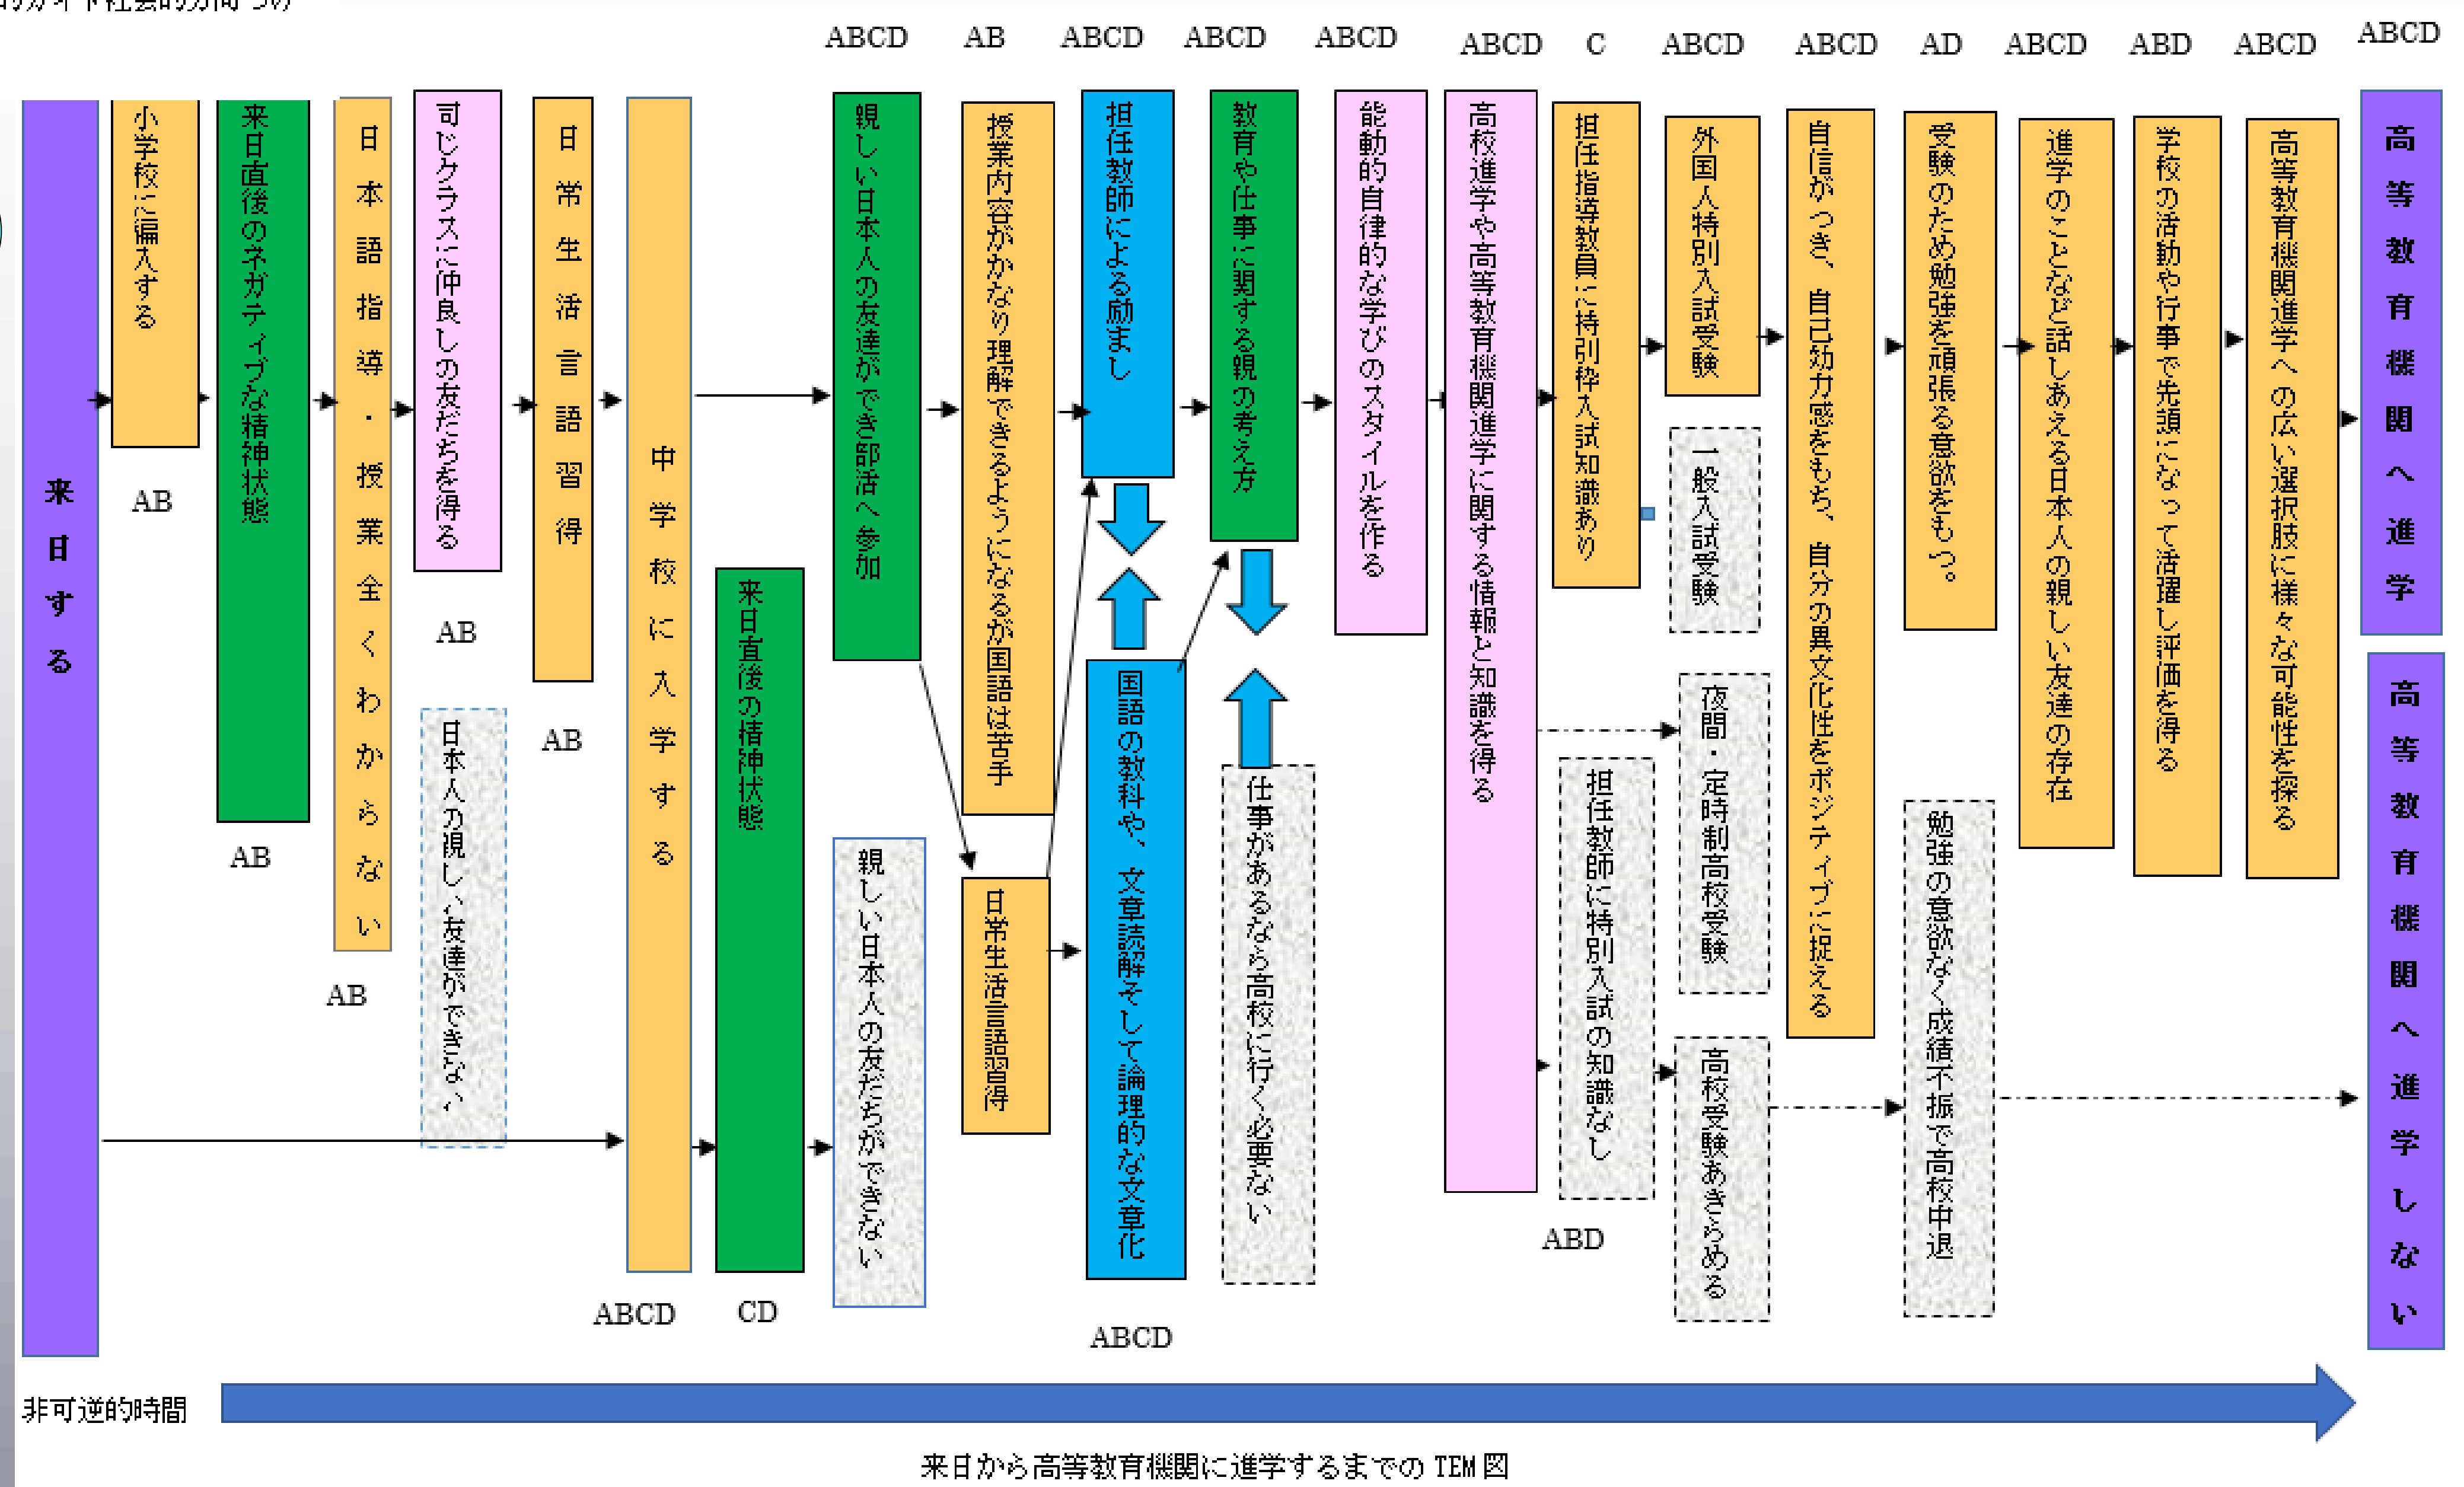 ABCD
AB
ABCD
ABCD
ABCD
ABCD
C
ABCD
ABCD
AD
ABCD
ABD
ABCD
ABCD
来日する
小学校に編入する
AB
来日直後のネガティブな精神状態
AB
日本語指導・授業全くわからない
AB
司じクラスに仲良しの友だちを得る
AB
日本人の親しい友達ができない
日常生活言語習得
AB
中学校に入学する
ABCD
来日直後の精神状態
CD
親しい日本人の友達ができ部活へ参加
親しい日本人の友だちができない
授業内容がかなり理解できるようになるが国語は苦手
日常生活言語習得
担任教師による励まし
国語の教科や、文章読解そして論理的な文章化
ABCD
教育や仕事に関する親の考え方
仕事があるなら高校に行く必要ない
能動的自律的な学びのスタイルを作る
高校進学や高等教育機関進学に関する情報と知識を得る
担任指導教員に特別枠入試知識あり
担任教師に特別入試の知識なし
ABD
外国人特別入試受験
一般入試受験
夜間・定時制高校受験
高校受験あきらめる
自信がつき、自己効力感をもち、自分の異文化性をポジティブに捉える
受験のため勉強を頑張る意欲をもつ。
勉強の意欲なく成績不振で高校中退
進学のことなど話しあえる日本人の親しい友達の存在
学校の活動や行事で先頭になって活躍し評価を得る
高等教育機関進学への広い選択肢に様々な可能性を探る
高等教育機関へ進学
高等教育機関へ進学しない
非可逆的時間
来日から高等教育機関に進学するまでのTEM図